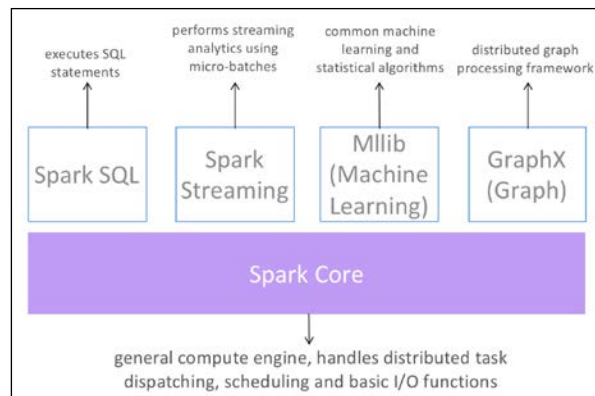 executes SQL
statements
performs streaming
analytics using
micro-batches
common machine
learning and
statistical algorithms
distributed graph
processing framework
Spark SQL
Spark
Streaming
Mllib
(Machine
Learning)
GraphX
(Graph)
Spark Core
general compute engine, handles distributed task
dispatching, scheduling and basic I/O functions